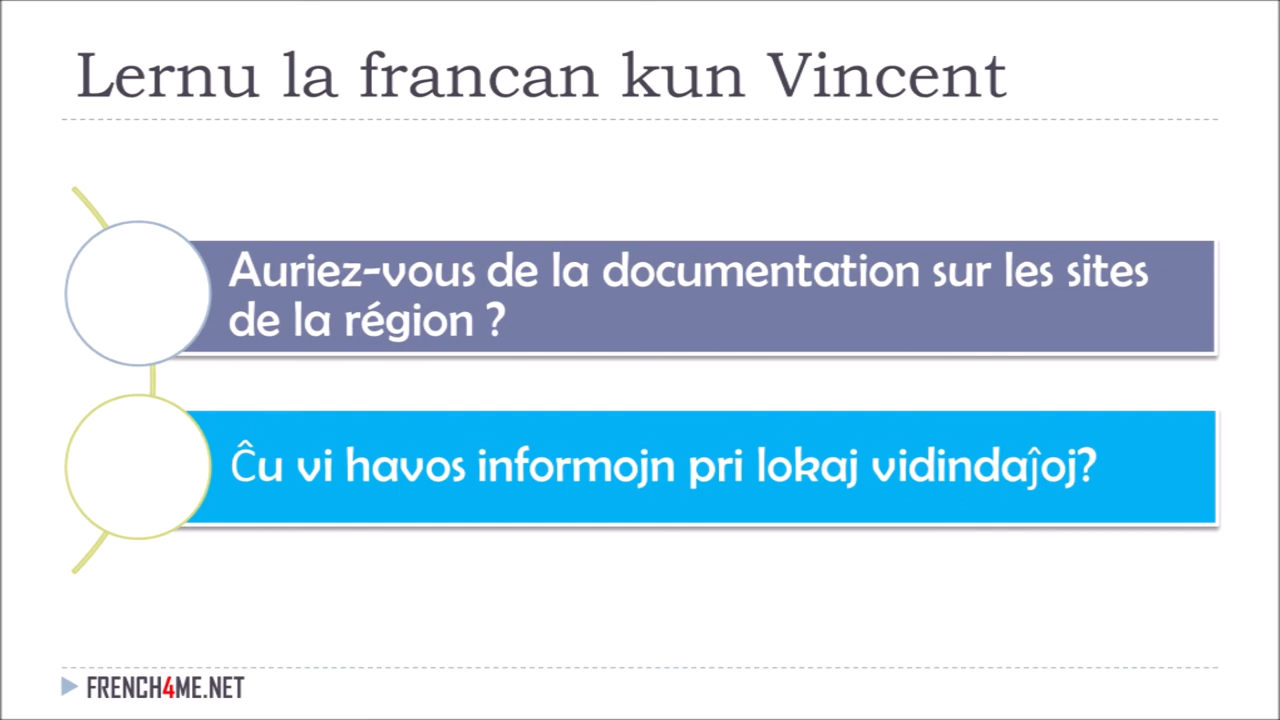 Lernu la francan kun Vincent
Auriez-vous de la documentation sur les sites
de la région ?
Ĉu vi havos informojn pri lokaj vidindaĵoj?
FRENCH4ME.NET